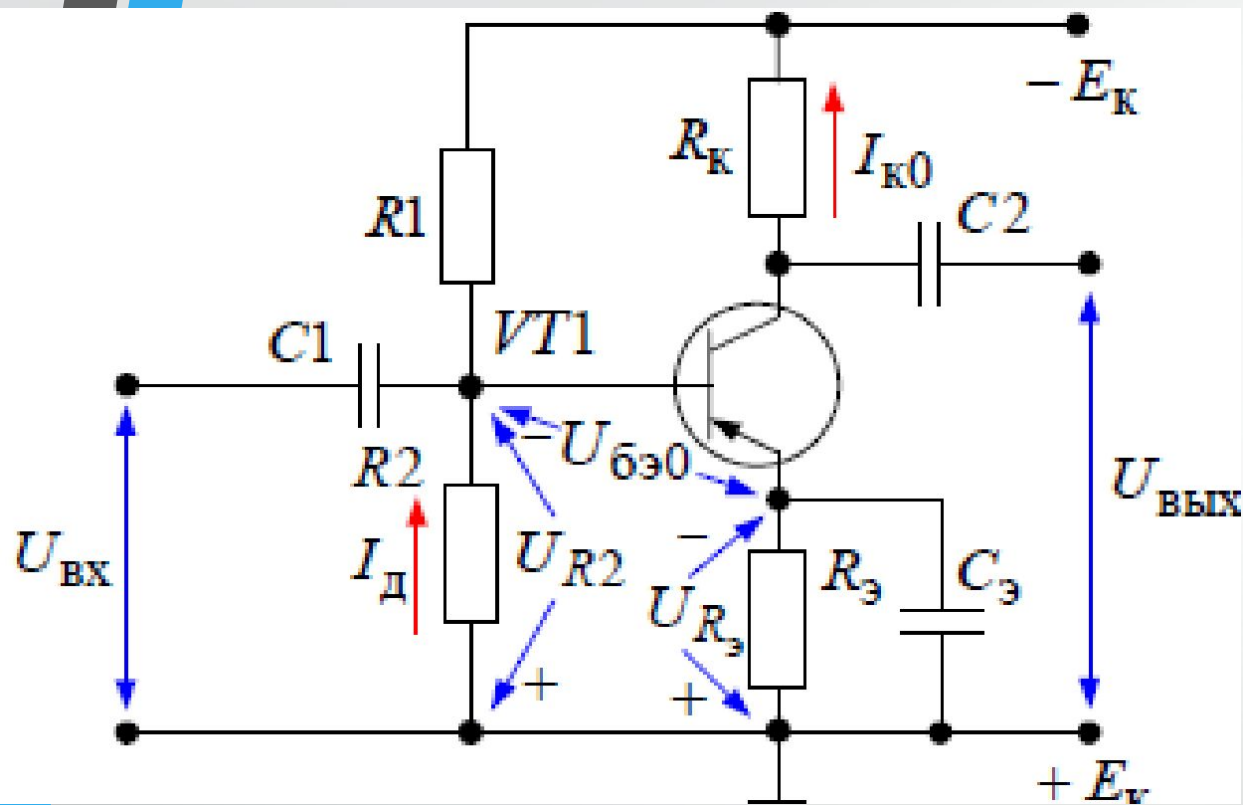 − Eк
Rк
Iк0
R1
C2
C1
VT1
−Uбэ0
R2
Uвых
Uвх
Iд
UR2
−
Rэ
Cэ
URэ
+
+
+ Eк